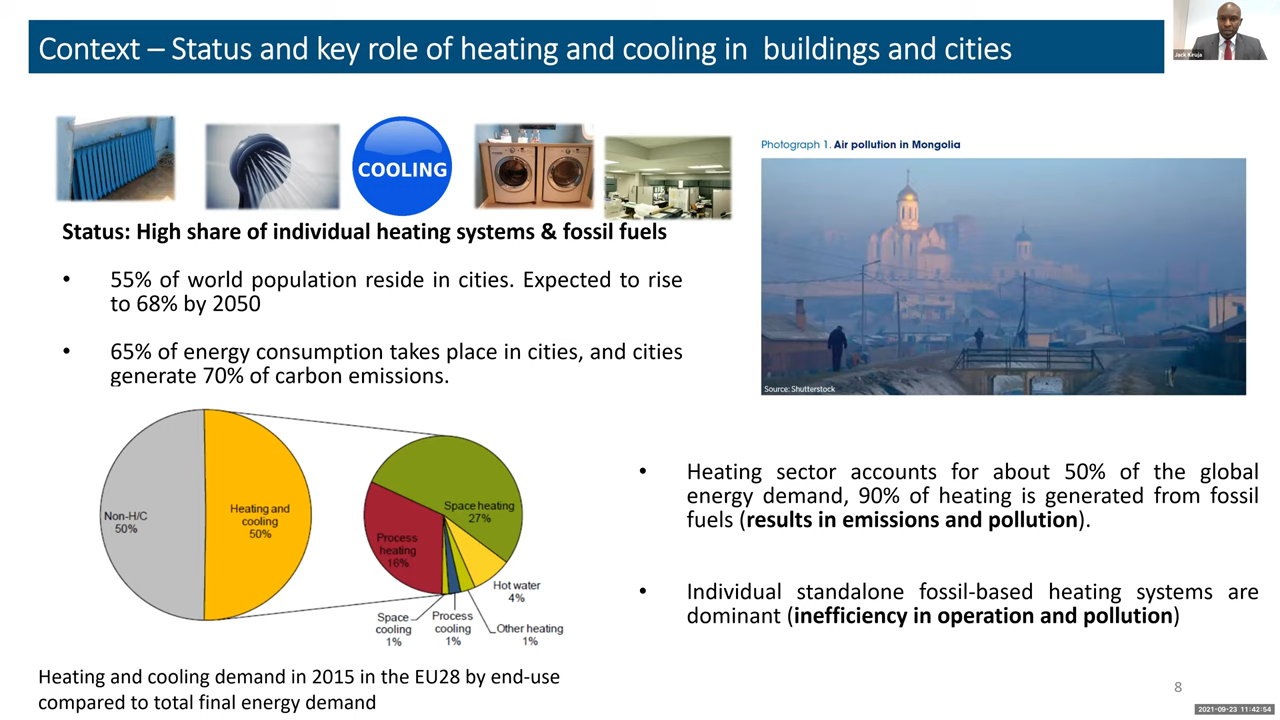 Context – Status and key role of heating and cooling in buildings and cities
Jack Kiruja
COOLING
Photograph 1. Air pollution in Mongolia
Source: Shutterstock
Status: High share of individual heating systems & fossil fuels
• 55% of world population reside in cities. Expected to rise
to 68% by 2050
• 65% of energy consumption takes place in cities, and cities
generate 70% of carbon emissions.
Non-H/C
50%
Heating and
cooling
50%
Space heating
27%
Process
heating
16%
Hot water
4%
Space
cooling
1%
Process
cooling
1%
Other heating
1%
Heating and cooling demand in 2015 in the EU28 by end-use
compared to total final energy demand
• Heating sector accounts for about 50% of the global
energy demand, 90% of heating is generated from fossil
fuels (results in emissions and pollution).
• Individual standalone fossil-based heating systems are
dominant (inefficiency in operation and pollution)
8
2021-09-23 11:42:54